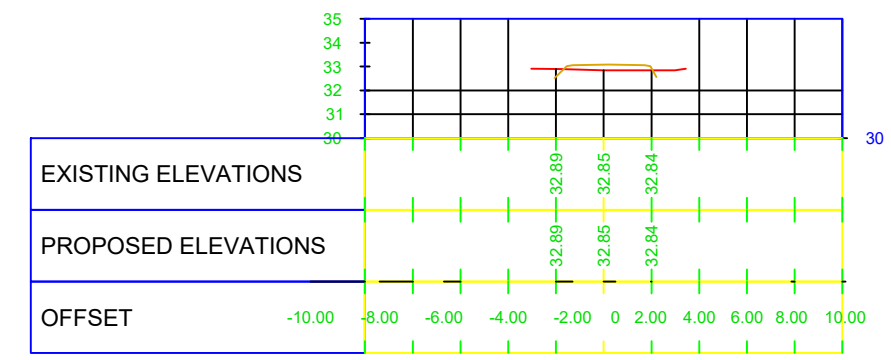 35
34
33
32
31
30
30
EXISTING ELEVATIONS
32.89 32.85 32.84
PROPOSED ELEVATIONS
32.89 32.85 32.84
OFFSET
-10.00 -8.00 -6.00 -4.00 -2.00 0 2.00 4.00 6.00 8.00 10.00